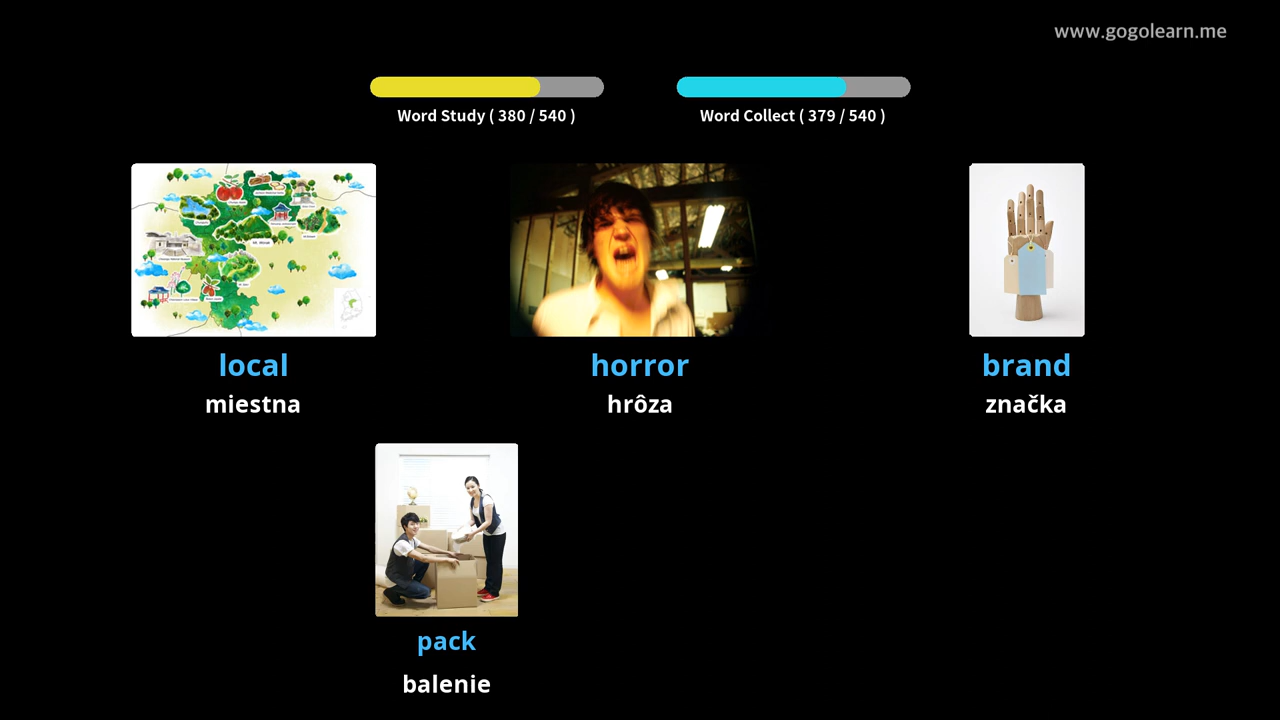 www.gogolearn.me
Word Study ( 380 / 540 )
Word Collect ( 379 / 540 )
local
horror
brand
miestna
hrôza
značka
pack
balenie